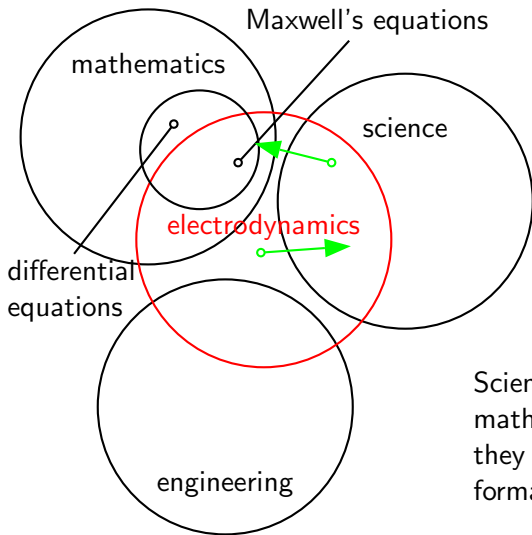 Maxwell's equations
mathematics
science
electrodynamics
differential
equations
engineering
Scien
math
they
forma